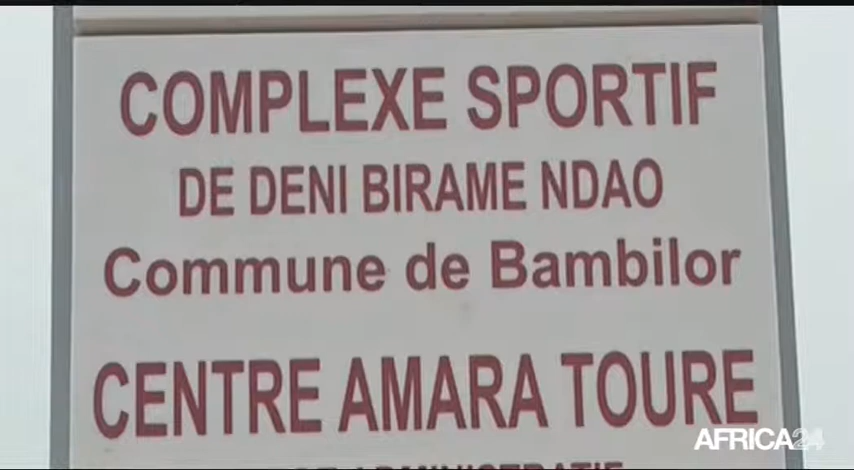 COMPLEXE SPORTIF
DE DENI BIRAME NDAO
Commune de Bambilor
CENTRE AMARA TOURE
AFRICA24